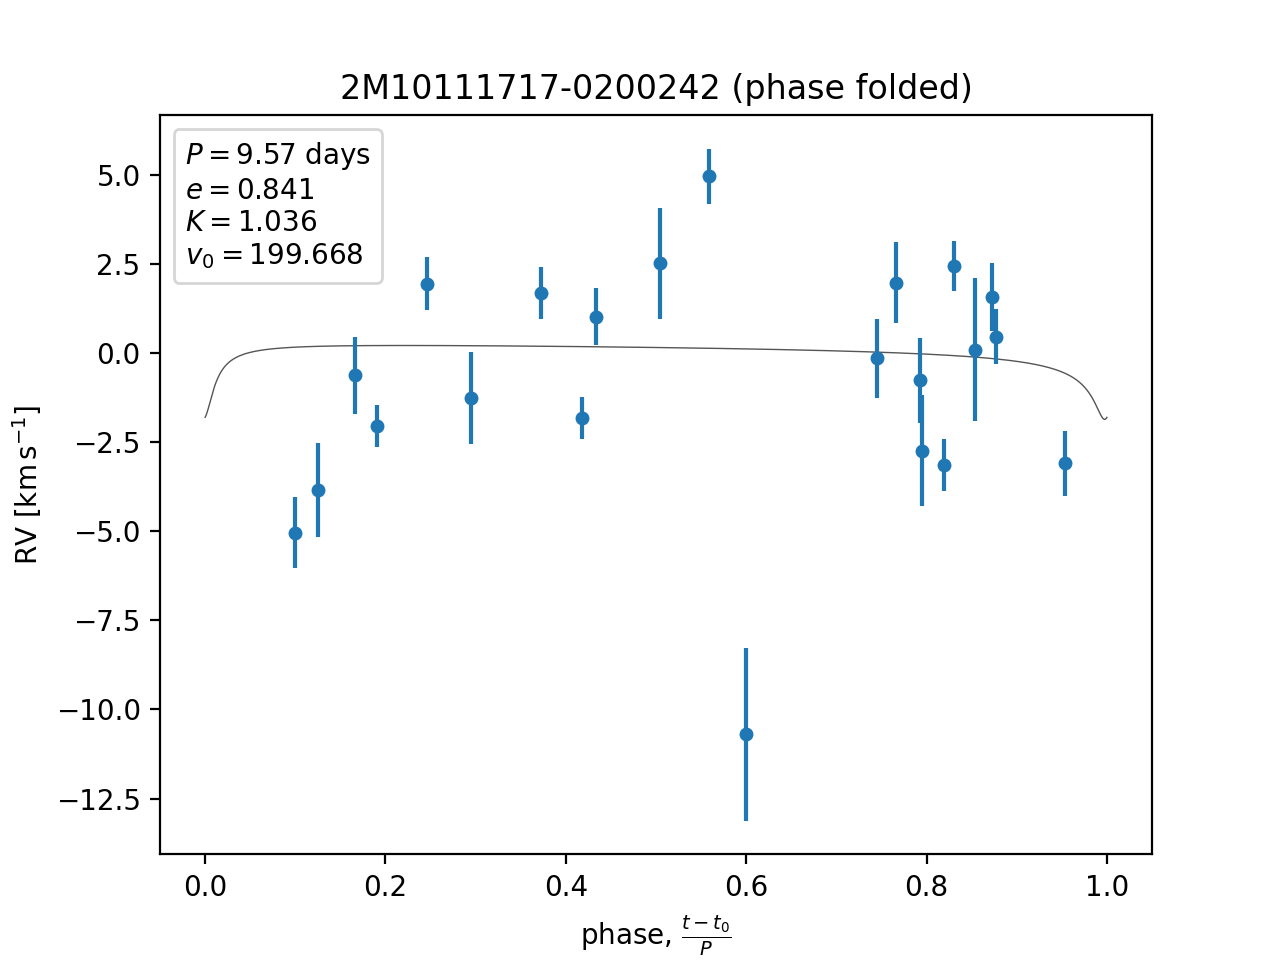 2M10111717-0200242 (phase folded)
P = 9.57 days
e = 0.841
K = 1.036
v₀ = 199.668
5.0
2.5
0.0
−2.5
−5.0
−7.5
−10.0
−12.5
RV [km s⁻¹]
0.0 0.2 0.4 0.6 0.8 1.0
phase, (t − t₀)/P